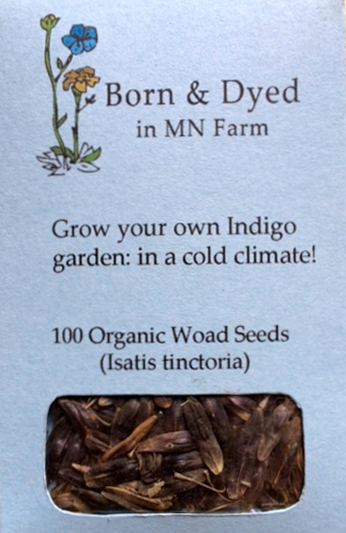 Born & Dyed
in MN Farm
Grow your own Indigo
garden: in a cold climate!
100 Organic Woad Seeds
(Isatis tinctoria)